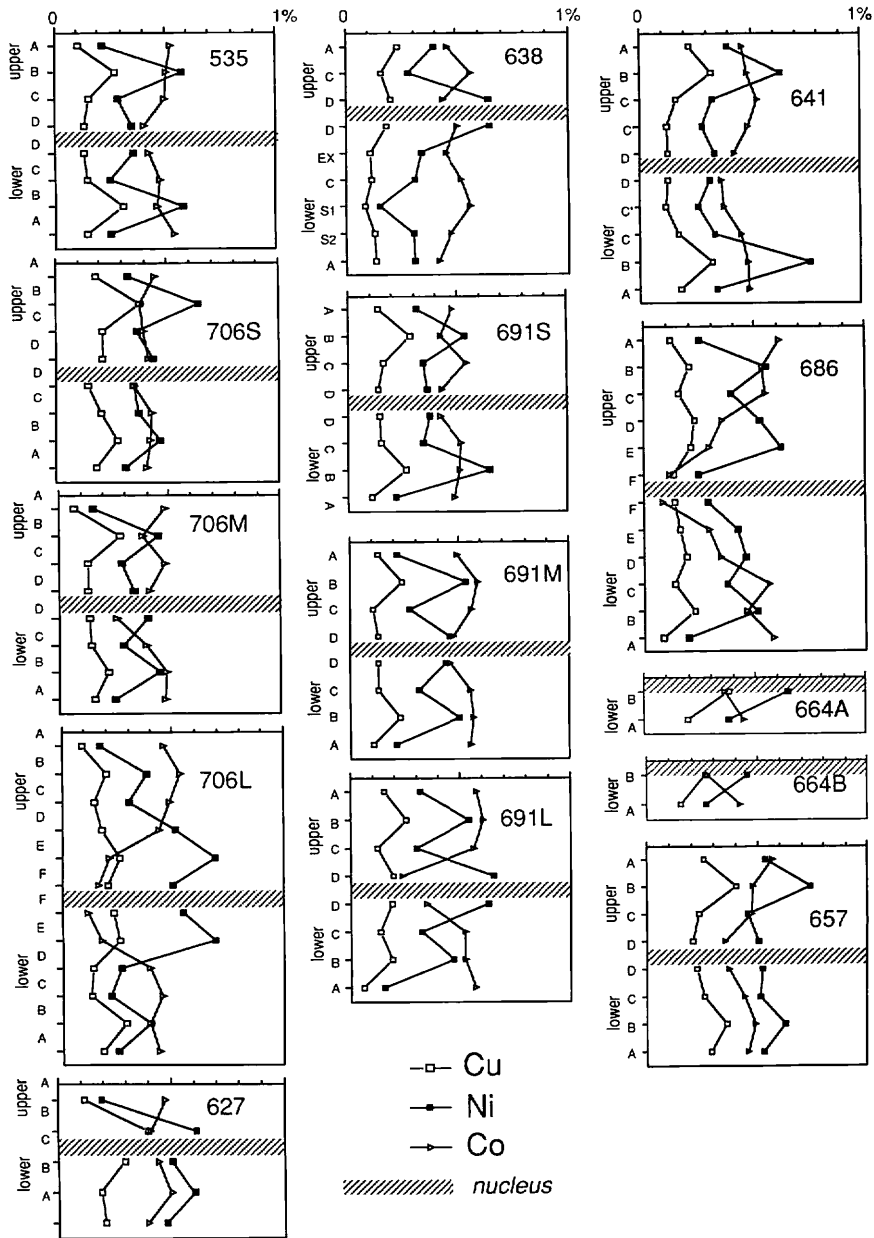 0 1%
535
upper
A
B
C
D
D
lower
C
B
A
A
706S
upper
B
C
D
D
lower
C
B
A
A
706M
upper
B
C
D
D
lower
C
B
A
A
706L
upper
B
C
D
E
F
F
lower
E
D
C
B
A
A
627
upper
B
C
lower
B
A
0 1%
638
upper
A
C
D
D
EX
C
lower
S1
S2
A
691S
upper
A
B
C
D
D
lower
C
B
A
691M
upper
A
B
C
D
D
lower
C
B
A
691L
upper
A
B
C
D
D
lower
C
B
A
Cu
Ni
Co
nucleus
0 1%
641
upper
A
B
C
C'
D
D
C'
lower
C
B
A
686
upper
A
B
C
D
E
F
F
lower
E
D
C
B
A
664A
lower
B
A
664B
lower
B
A
657
upper
A
B
C
D
D
lower
C
B
A